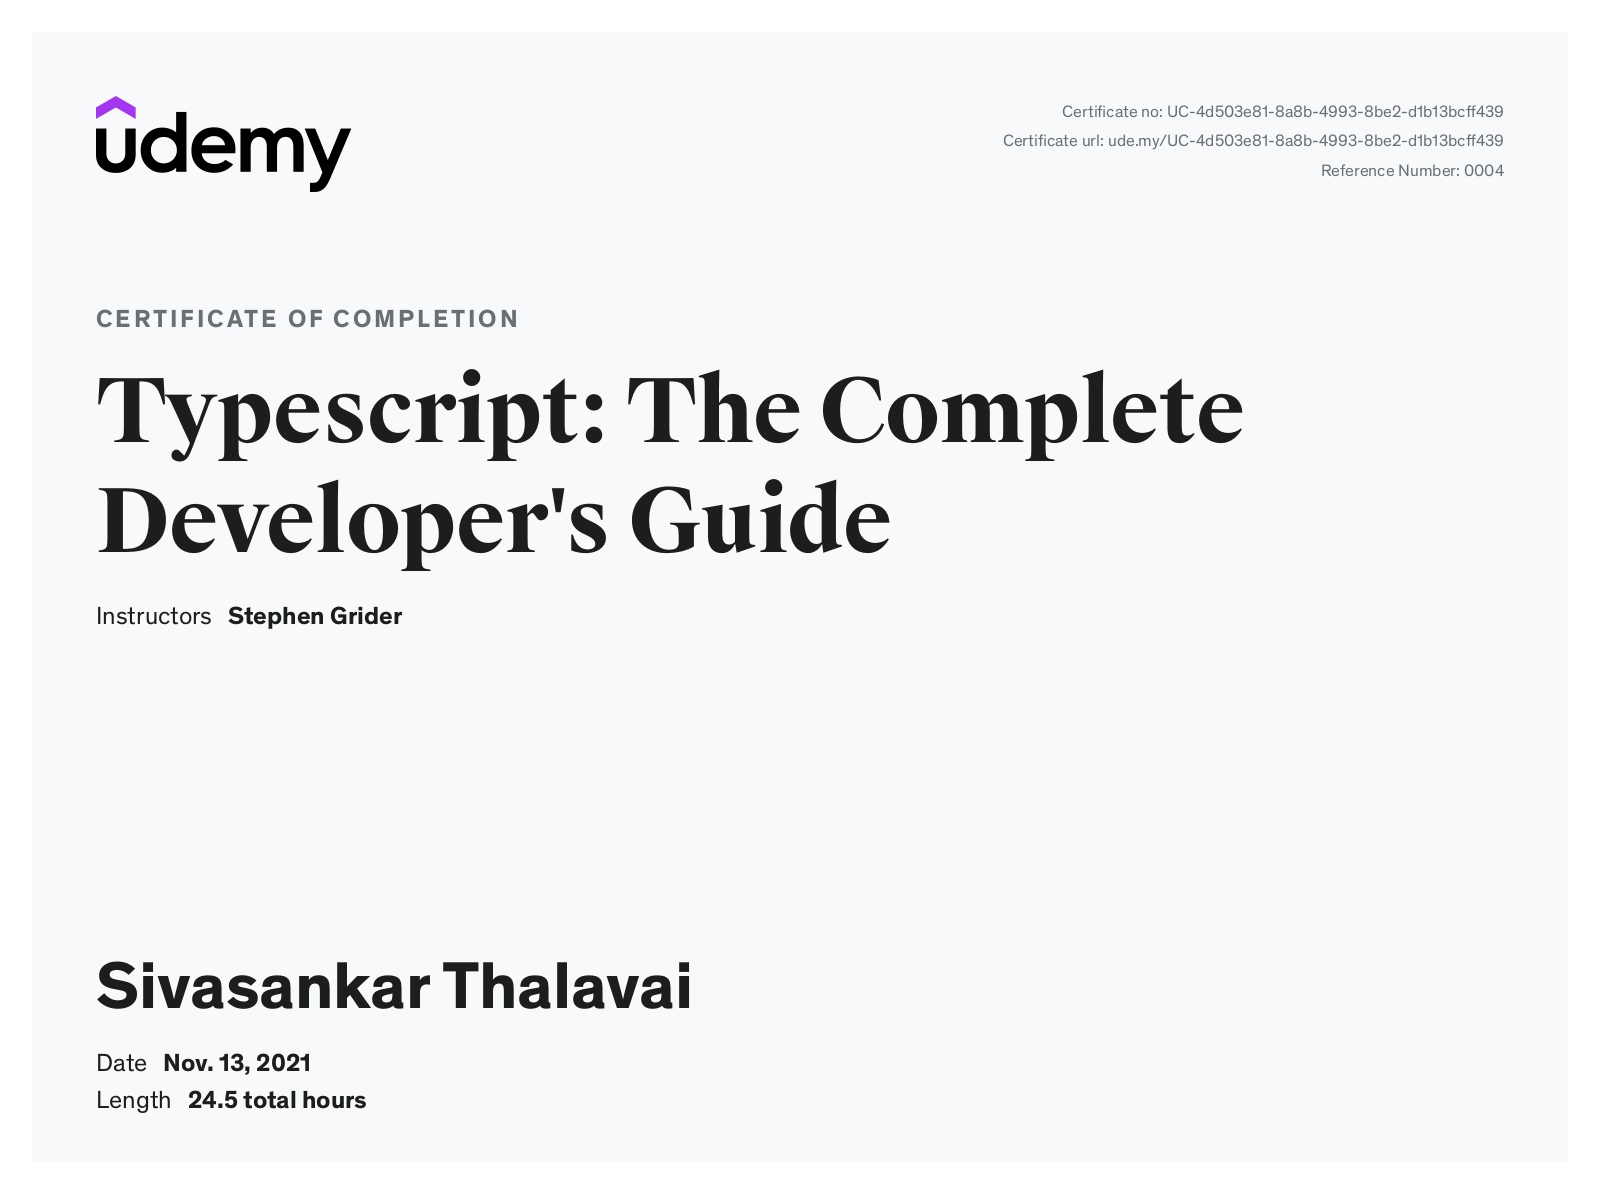 udemy
Certificate no: UC-4d503e81-8a8b-4993-8be2-d1b13bcff439
Certificate url: ude.my/UC-4d503e81-8a8b-4993-8be2-d1b13bcff439
Reference Number: 0004
CERTIFICATE OF COMPLETION
Typescript: The Complete
Developer's Guide
Instructors Stephen Grider
Sivasankar Thalavai
Date Nov. 13, 2021
Length 24.5 total hours